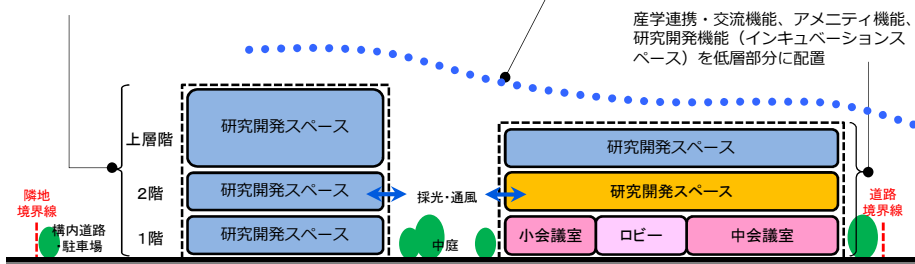 産学連携・交流機能、アメニティ機能、
研究開発機能（インキュベーションス
ペース）を低層部分に配置
上層階
2階
1階
研究開発スペース
研究開発スペース
研究開発スペース
採光・通風
中庭
研究開発スペース
研究開発スペース
小会議室
ロビー
中会議室
隣地
境界線
構内道路
・駐車場
道路
境界線